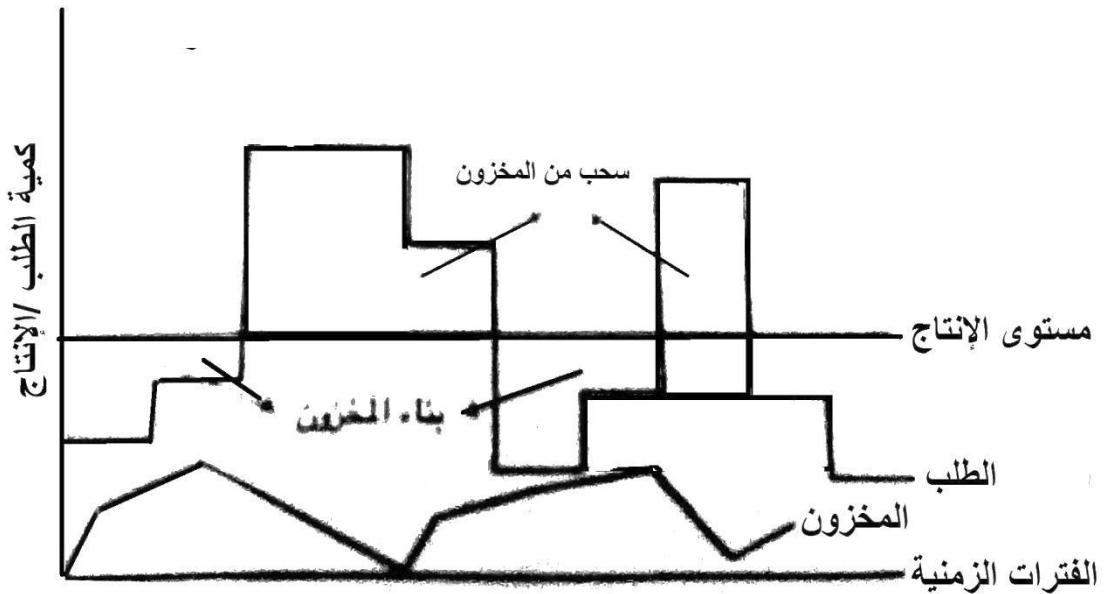 كمية الطلب /الإنتاج
سحب من المخزون
مستوى الإنتاج
بناء المخزون
الطلب
المخزون
الفترات الزمنية